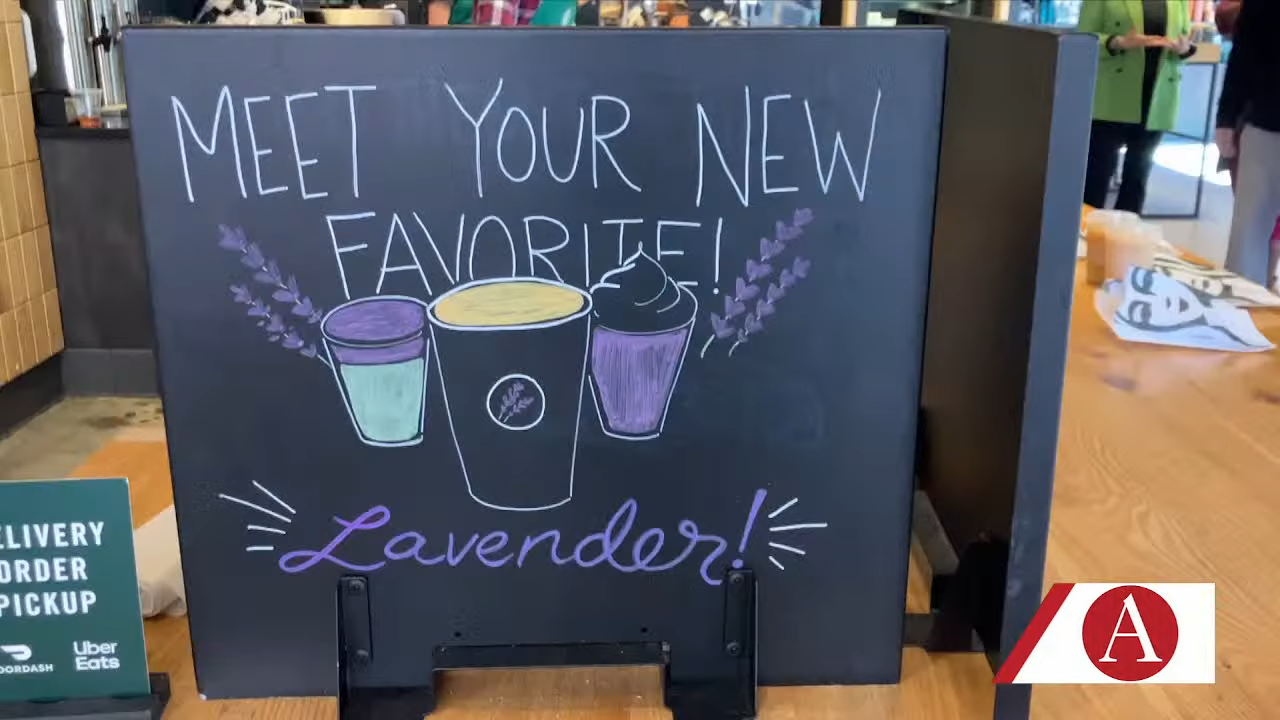 MEET YOUR NEW
FAVORITE!
Lavender!
ELIVERY
ORDER
PICKUP
OORDASH
Uber
Eats
A